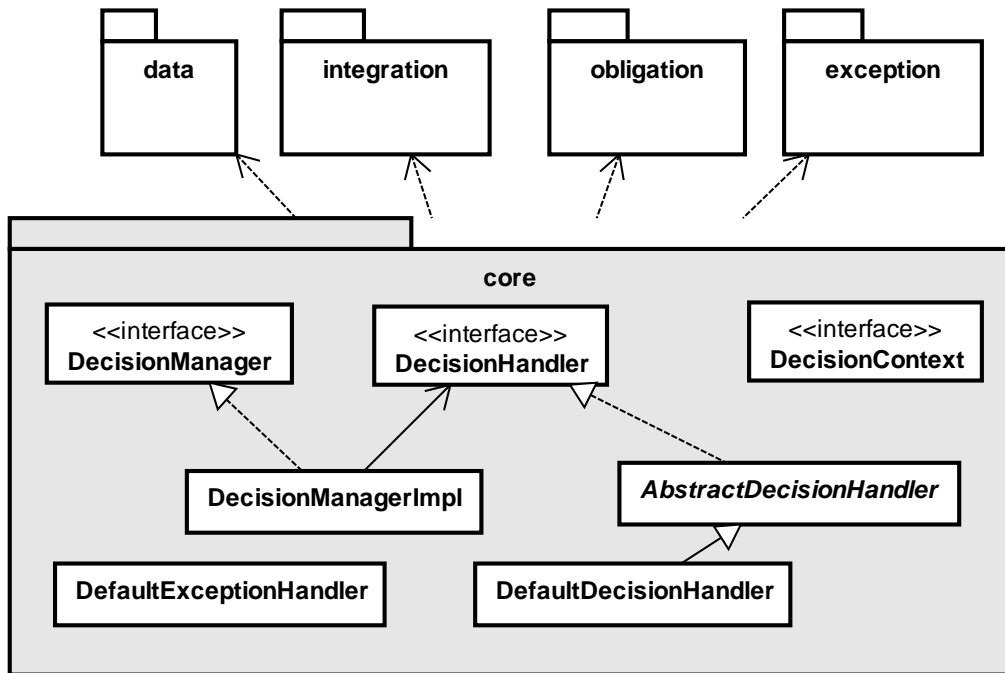 data
integration
obligation
exception
core
<<interface>>
DecisionManager
<<interface>>
DecisionHandler
<<interface>>
DecisionContext
DecisionManagerImpl
AbstractDecisionHandler
DefaultExceptionHandler
DefaultDecisionHandler